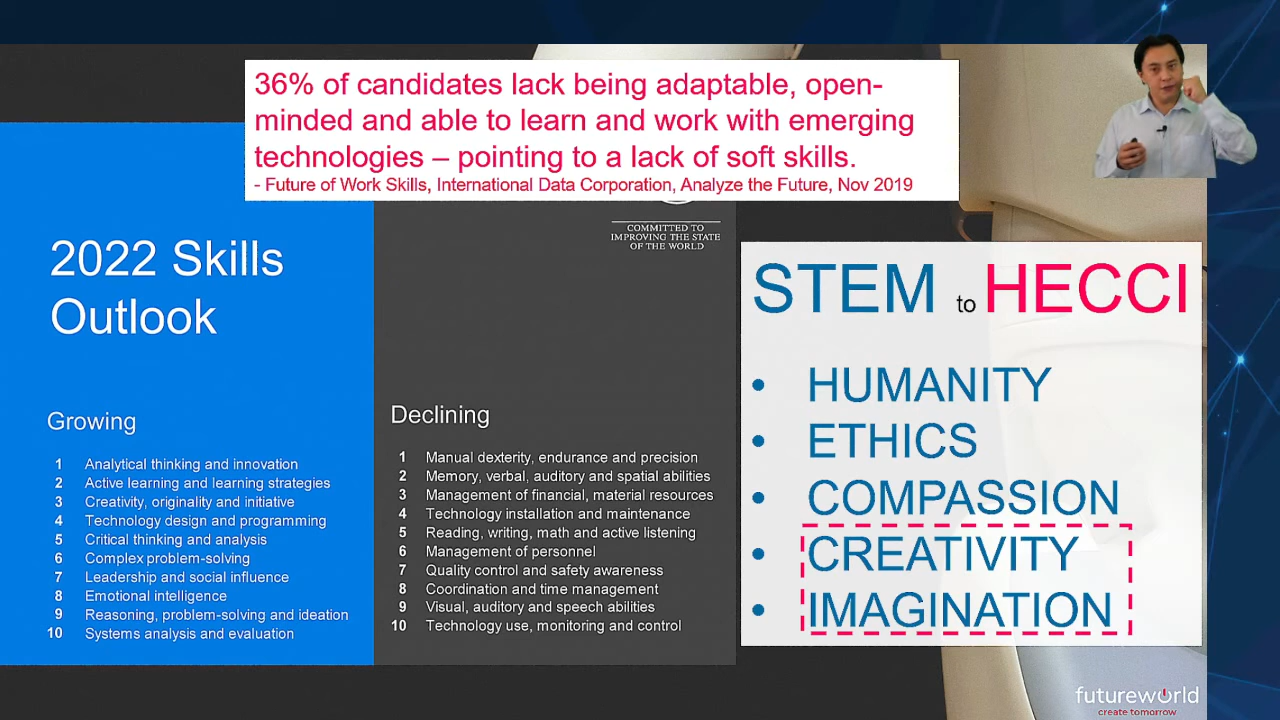 36% of candidates lack being adaptable, open-
minded and able to learn and work with emerging
technologies – pointing to a lack of soft skills.
- Future of Work Skills, International Data Corporation, Analyze the Future, Nov 2019
COMMITTED TO
IMPROVING THE STATE
OF THE WORLD
2022 Skills
Outlook
Growing
1 Analytical thinking and innovation
2 Active learning and learning strategies
3 Creativity, originality and initiative
4 Technology design and programming
5 Critical thinking and analysis
6 Complex problem-solving
7 Leadership and social influence
8 Emotional intelligence
9 Reasoning, problem-solving and ideation
10 Systems analysis and evaluation
Declining
1 Manual dexterity, endurance and precision
2 Memory, verbal, auditory and spatial abilities
3 Management of financial, material resources
4 Technology installation and maintenance
5 Reading, writing, math and active listening
6 Management of personnel
7 Quality control and safety awareness
8 Coordination and time management
9 Visual, auditory and speech abilities
10 Technology use, monitoring and control
STEM to HECCI
• HUMANITY
• ETHICS
• COMPASSION
• CREATIVITY
• IMAGINATION
futureworld
create tomorrow